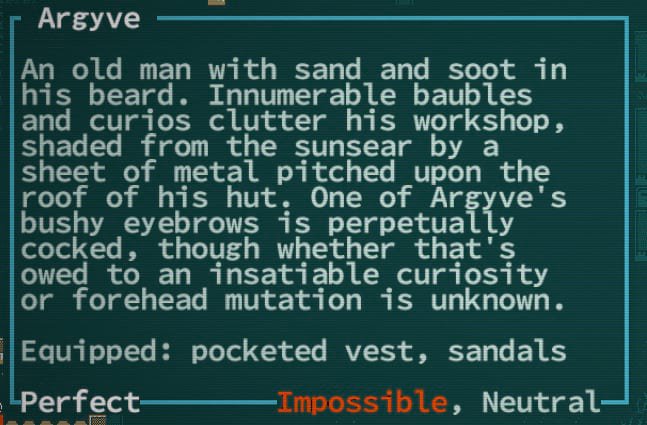 Argyve
An old man with sand and soot in
his beard. Innumerable baubles
and curios clutter his workshop,
shaded from the sunsear by a
sheet of metal pitched upon the
roof of his hut. One of Argyve's
bushy eyebrows is perpetually
cocked, though whether that's
owed to an insatiable curiosity
or forehead mutation is unknown.
Equipped: pocketed vest, sandals
Perfect Impossible, Neutral